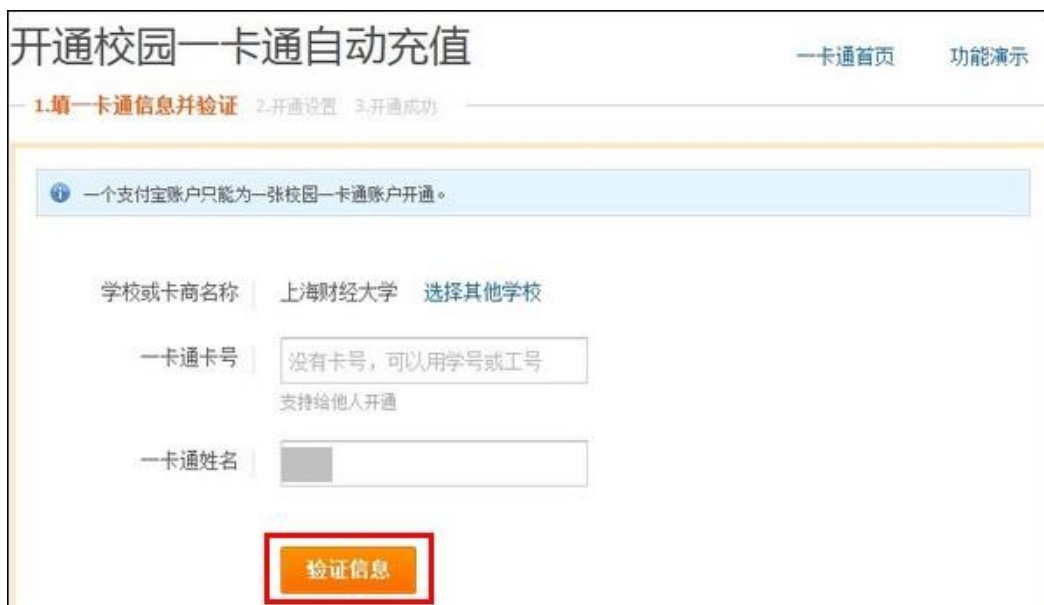 开通校园一卡通自动充值
一卡通首页 功能演示
1.填一卡通信息并验证 2.开通设置 3.开通成功
一个支付宝账户只能为一张校园一卡通账户开通。
学校或卡商名称 上海财经大学 选择其他学校
一卡通卡号 没有卡号，可以用学号或工号
支持给他人开通
一卡通姓名
验证信息